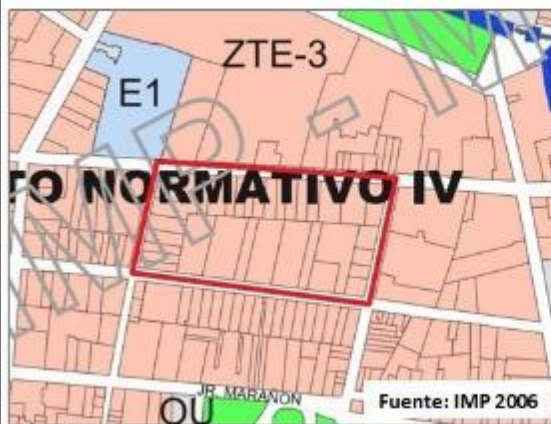 ZTE-3
E1
TO NORMATIVO IV
JR. MARAÑON
OU
Fuente: IMP 2006